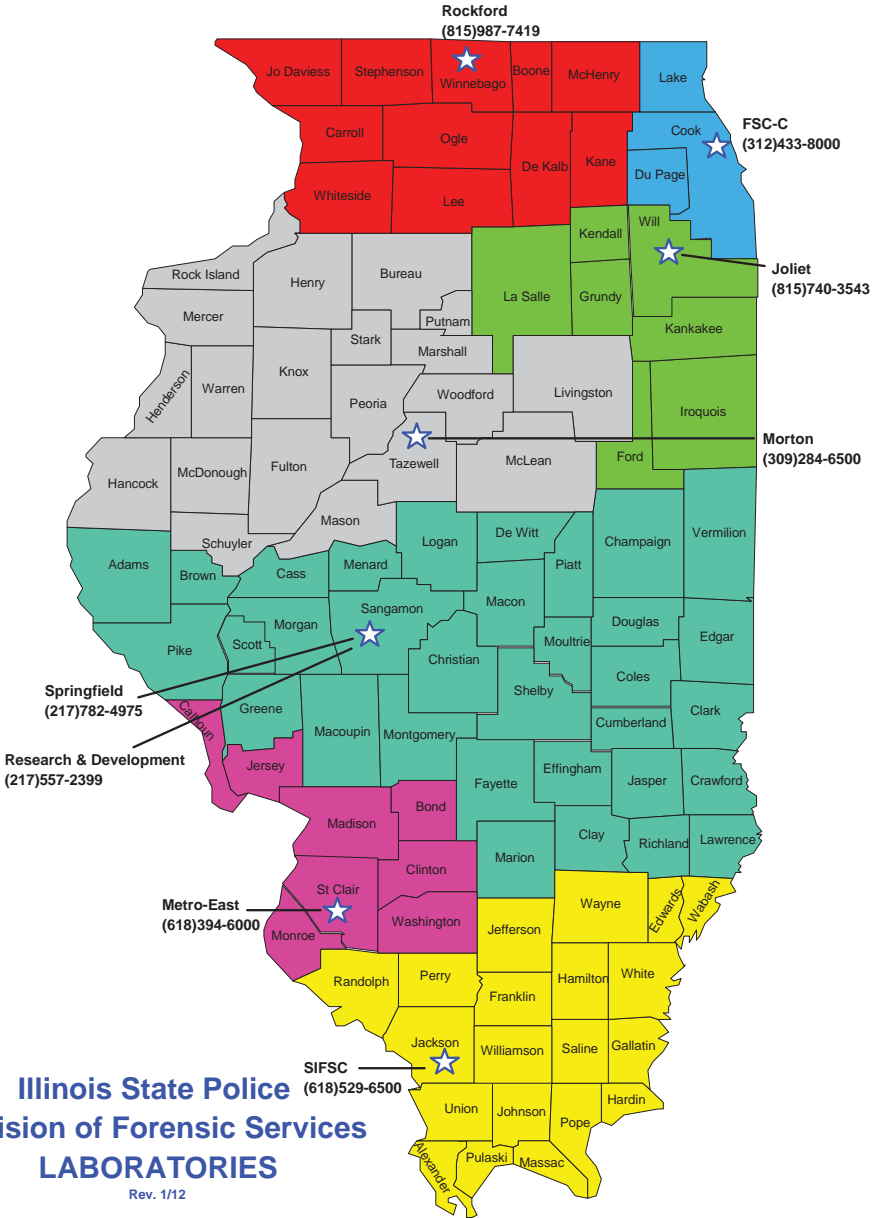 Rockford
(815)987-7419
Jo Daviess
Stephenson
Winnebago
Boone
McHenry
Lake
Carroll
Ogle
De Kalb
Kane
Cook
FSC-C
(312)433-8000
Du Page
Whiteside
Lee
Kendall
Will
Rock Island
Henry
Bureau
La Salle
Grundy
Joliet
(815)740-3543
Mercer
Putnam
Stark
Marshall
Kankakee
Henderson
Warren
Knox
Peoria
Woodford
Livingston
Iroquois
Hancock
McDonough
Fulton
Tazewell
McLean
Ford
Morton
(309)284-6500
Schuyler
Mason
Logan
De Witt
Piatt
Champaign
Vermilion
Adams
Brown
Cass
Menard
Sangamon
Macon
Pike
Scott
Morgan
Christian
Moultrie
Douglas
Edgar
Springfield
(217)782-4975
Shelby
Coles
Calhoun
Greene
Macoupin
Montgomery
Cumberland
Clark
Research & Development
(217)557-2399
Jersey
Fayette
Effingham
Jasper
Crawford
Madison
Bond
Marion
Clay
Richland
Lawrence
Clinton
St Clair
Metro-East
(618)394-6000
Washington
Monroe
Jefferson
Wayne
Edwards
Wabash
Randolph
Perry
Franklin
Hamilton
White
Jackson
Williamson
Saline
Gallatin
SIFSC
(618)529-6500
Union
Johnson
Pope
Hardin
Alexander
Pulaski
Massac
Illinois State Police
ision of Forensic Services
LABORATORIES
Rev. 1/12